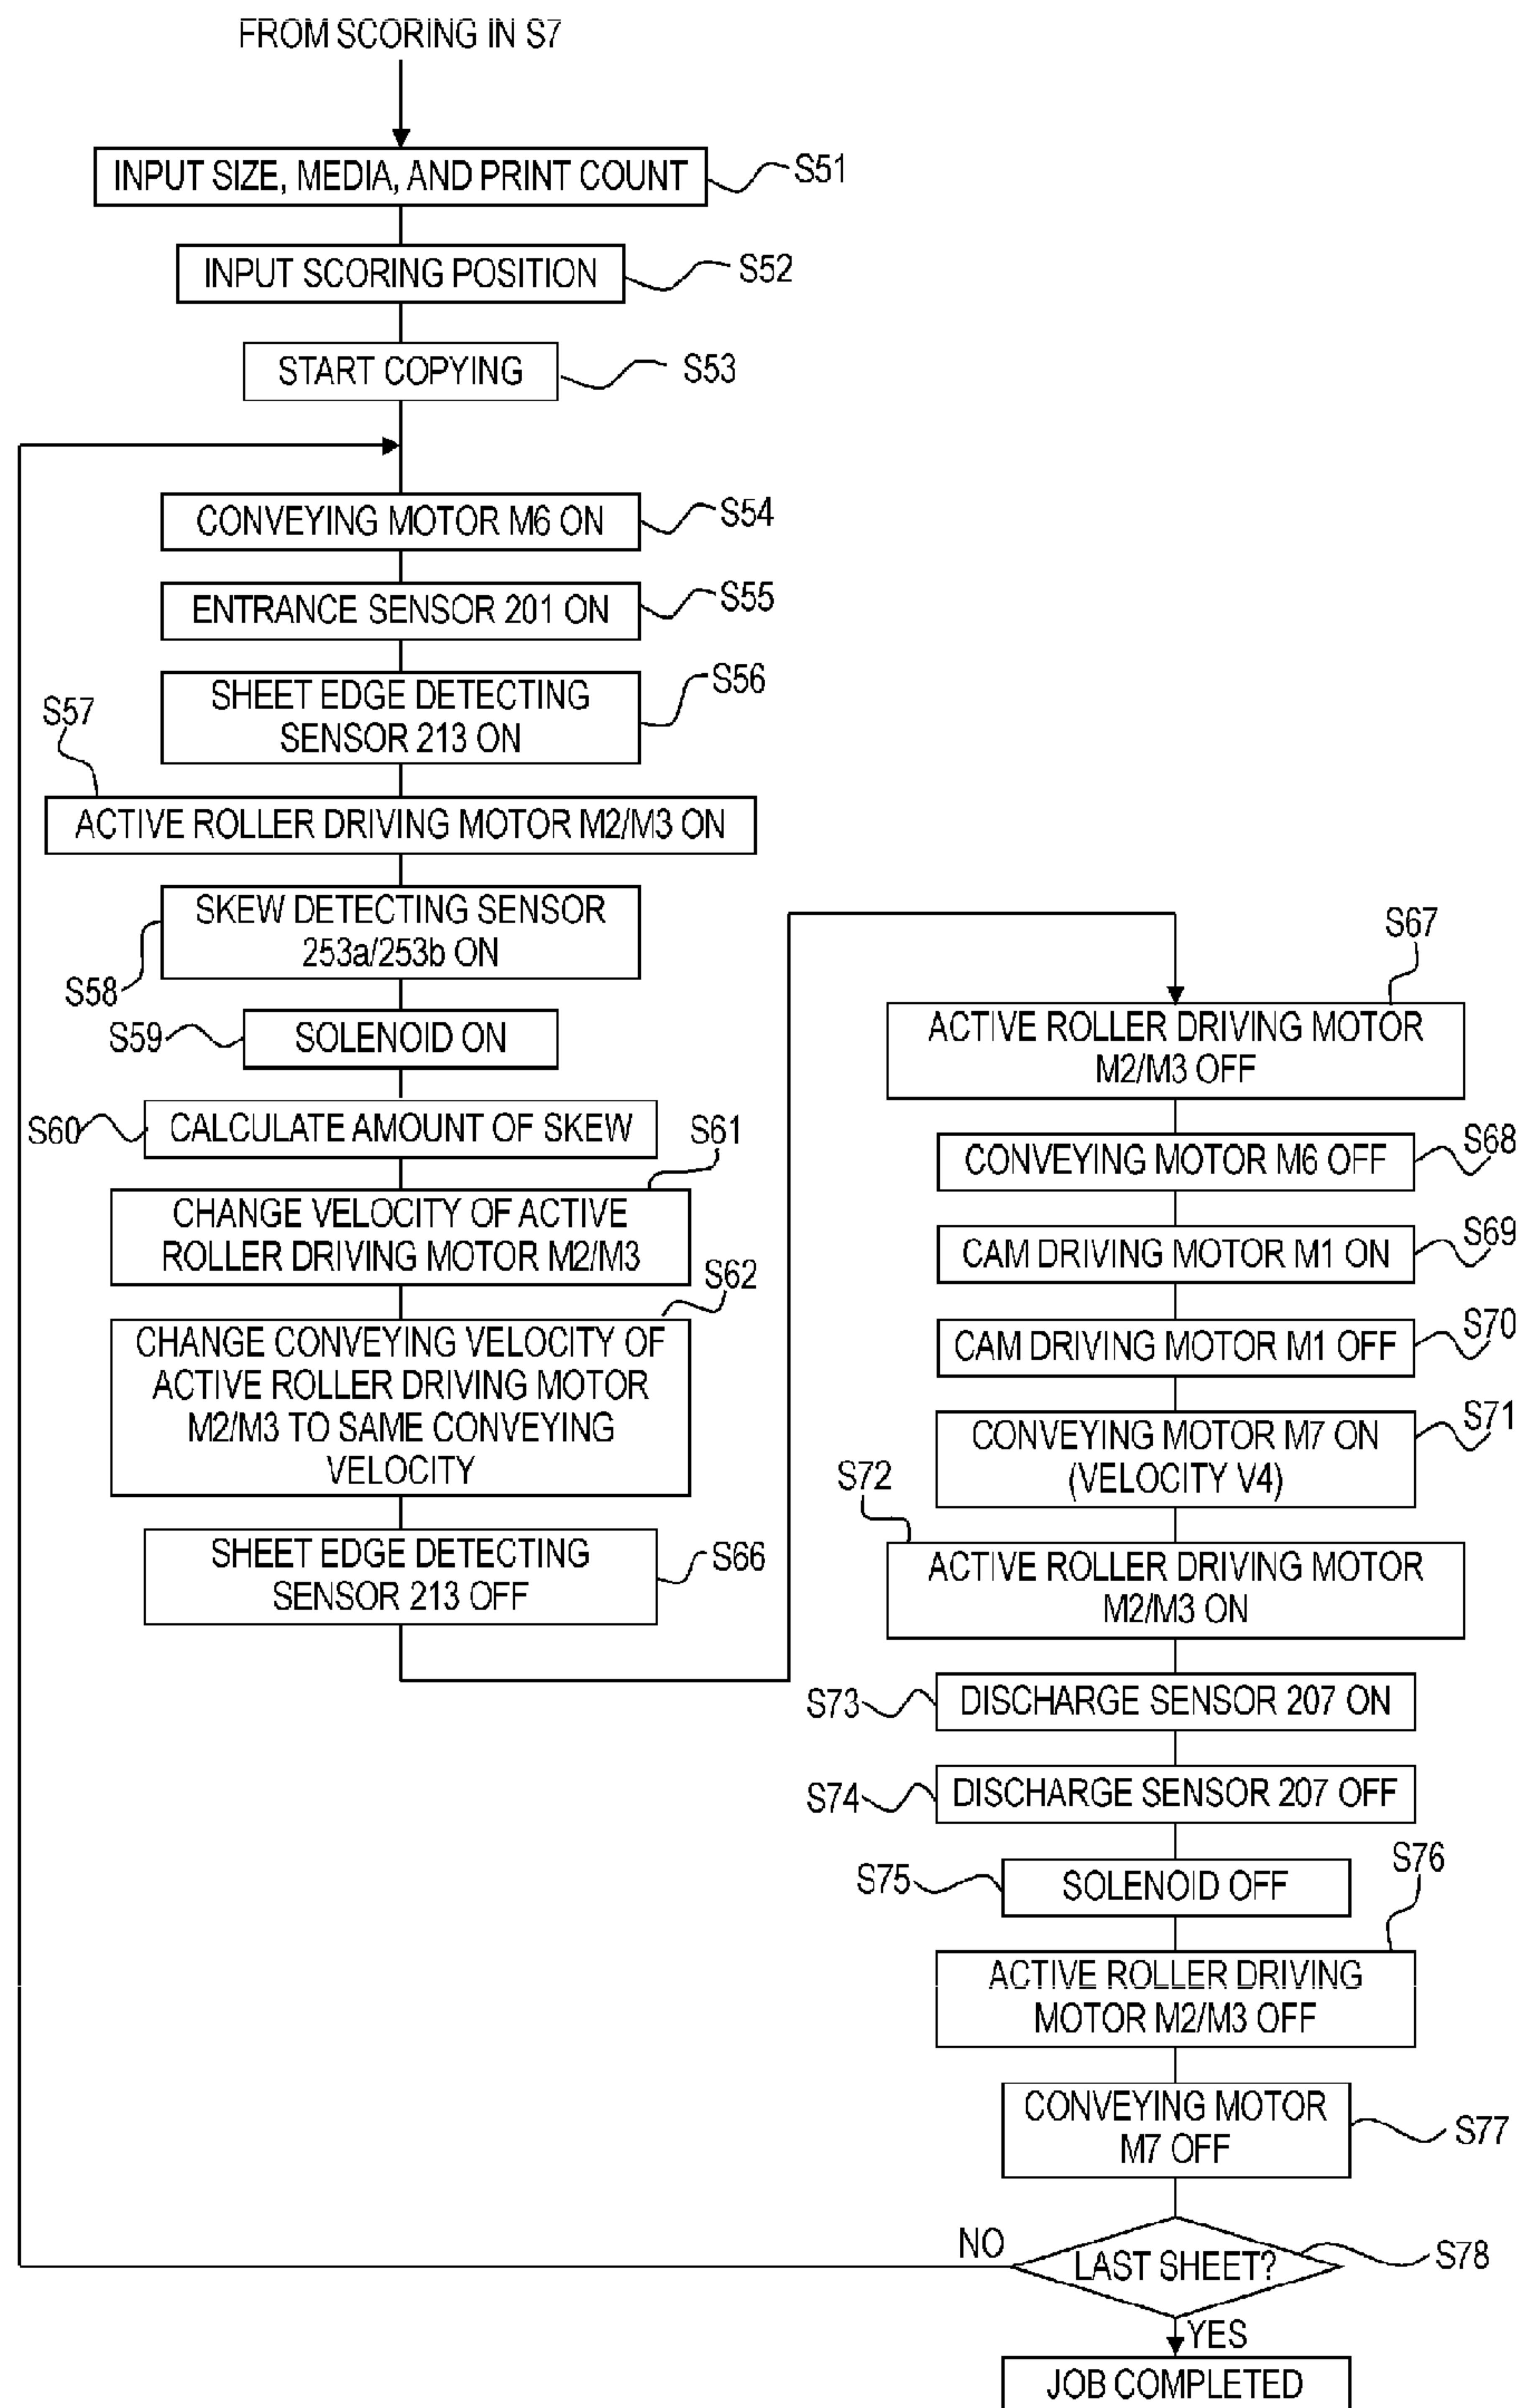 FROM SCORING IN S7
INPUT SIZE, MEDIA, AND PRINT COUNT
S51
INPUT SCORING POSITION
S52
START COPYING
S53
CONVEYING MOTOR M6 ON
S54
ENTRANCE SENSOR 201 ON
S55
SHEET EDGE DETECTING
SENSOR 213 ON
S56
S57
ACTIVE ROLLER DRIVING MOTOR M2/M3 ON
SKEW DETECTING SENSOR
253a/253b ON
S58
S59
SOLENOID ON
S60
CALCULATE AMOUNT OF SKEW
S61
CHANGE VELOCITY OF ACTIVE
ROLLER DRIVING MOTOR M2/M3
S62
CHANGE CONVEYING VELOCITY OF
ACTIVE ROLLER DRIVING MOTOR
M2/M3 TO SAME CONVEYING
VELOCITY
SHEET EDGE DETECTING
SENSOR 213 OFF
S66
S67
ACTIVE ROLLER DRIVING MOTOR
M2/M3 OFF
CONVEYING MOTOR M6 OFF
S68
CAM DRIVING MOTOR M1 ON
S69
CAM DRIVING MOTOR M1 OFF
S70
CONVEYING MOTOR M7 ON
(VELOCITY V4)
S71
S72
ACTIVE ROLLER DRIVING MOTOR
M2/M3 ON
S73
DISCHARGE SENSOR 207 ON
S74
DISCHARGE SENSOR 207 OFF
S75
SOLENOID OFF
S76
ACTIVE ROLLER DRIVING
MOTOR M2/M3 OFF
CONVEYING MOTOR
M7 OFF
S77
NO
LAST SHEET?
S78
YES
JOB COMPLETED